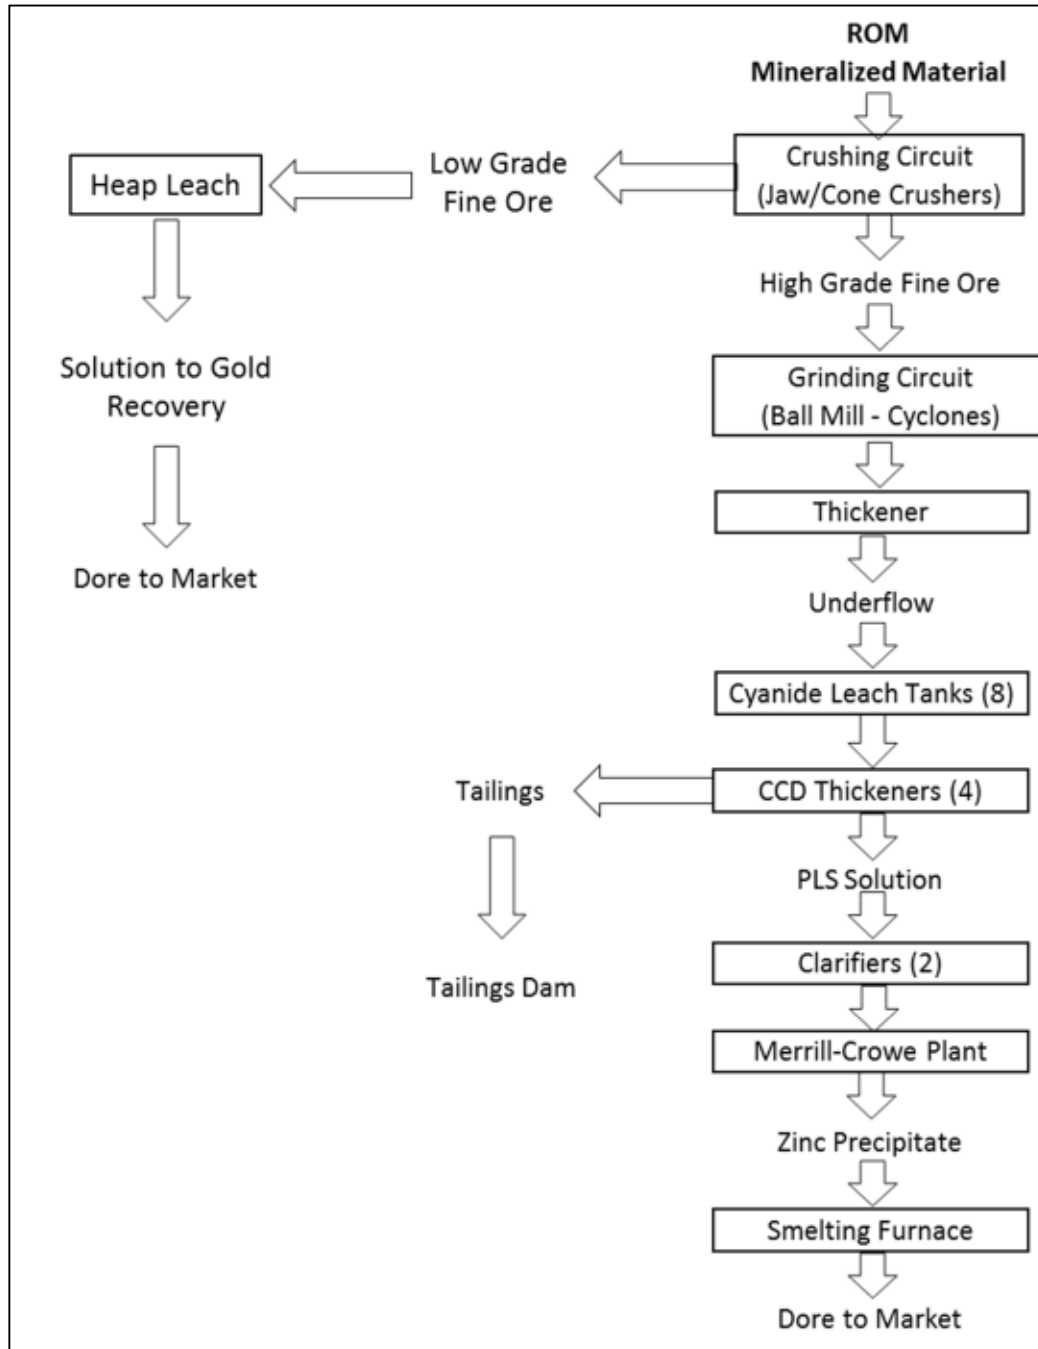 ROM
Mineralized Material
Crushing Circuit
(Jaw/Cone Crushers)
Low Grade
Fine Ore
Heap Leach
High Grade Fine Ore
Solution to Gold
Recovery
Grinding Circuit
(Ball Mill - Cyclones)
Thickener
Dore to Market
Underflow
Cyanide Leach Tanks (8)
Tailings
CCD Thickeners (4)
PLS Solution
Clarifiers (2)
Tailings Dam
Merrill-Crowe Plant
Zinc Precipitate
Smelting Furnace
Dore to Market